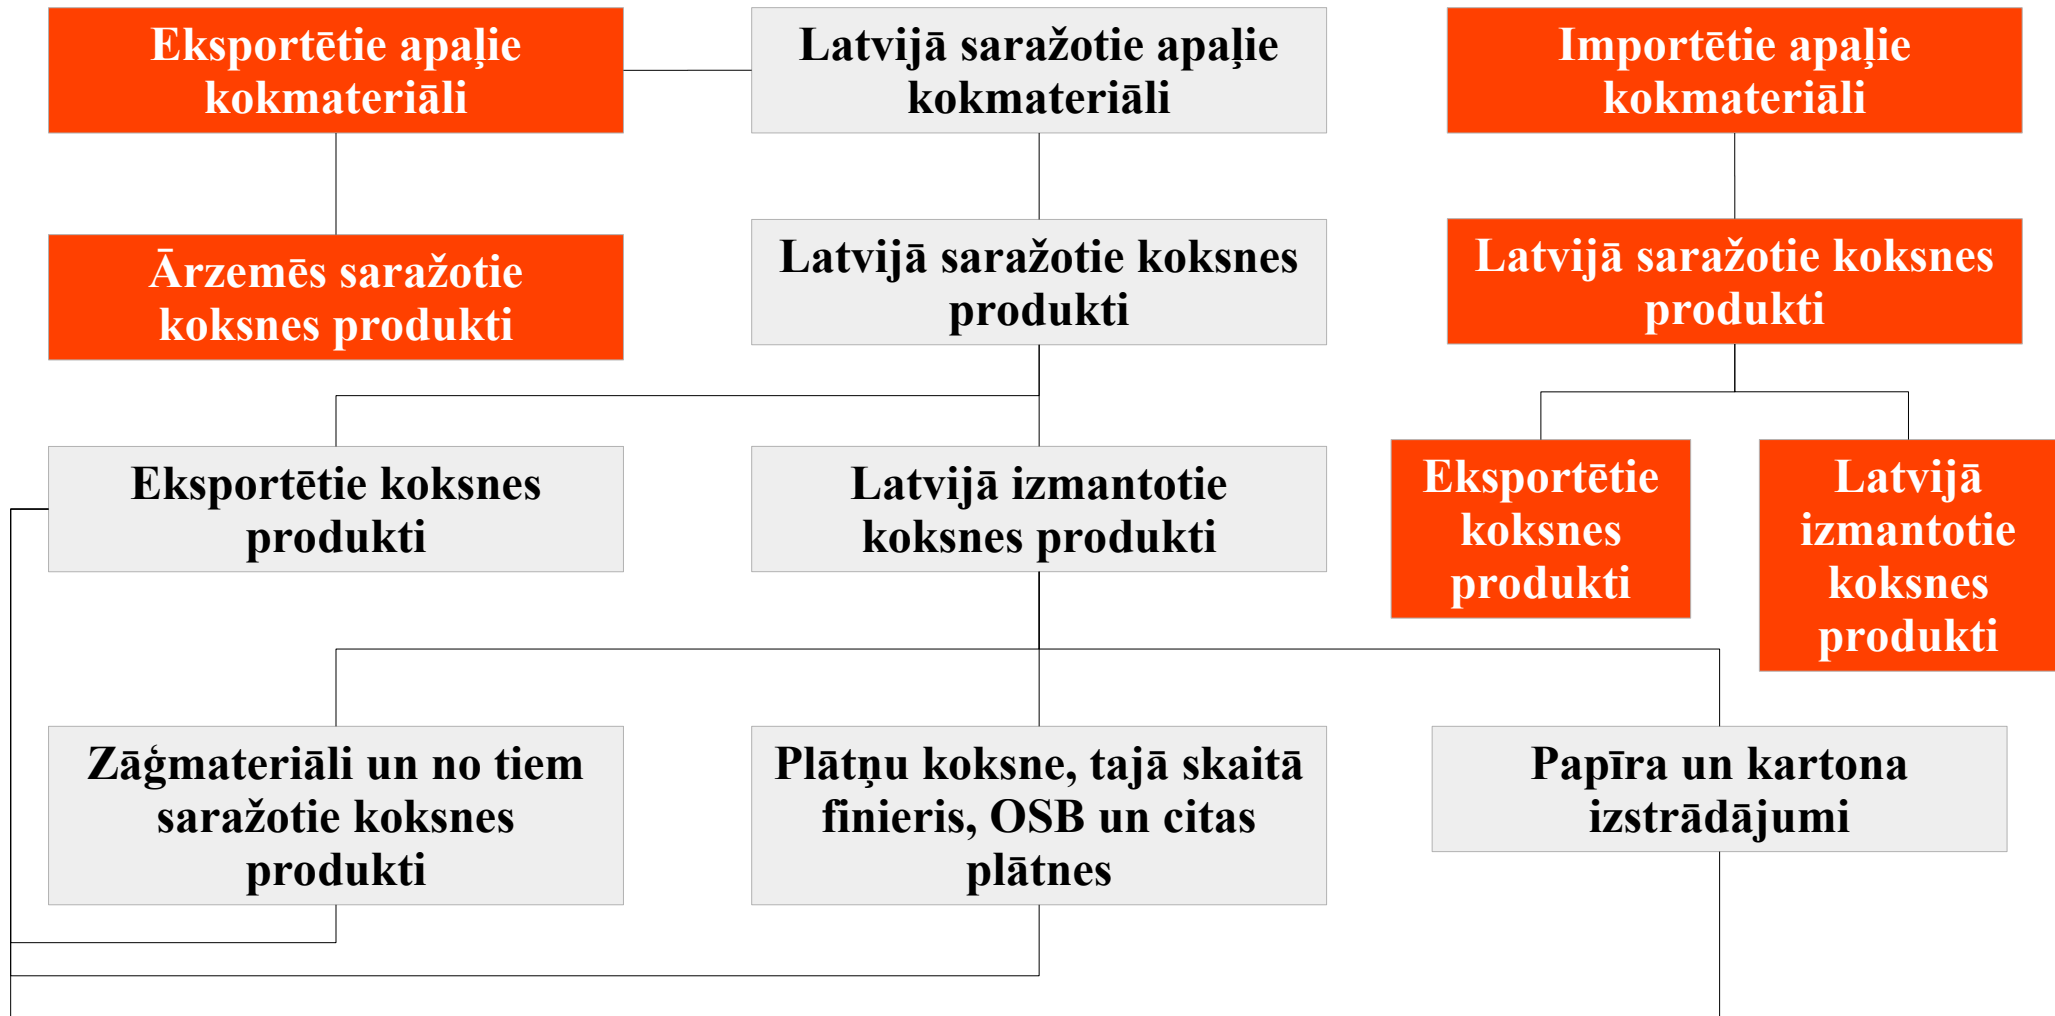 Eksportētie apaļie
kokmateriāli
Latvijā saražotie apaļie
kokmateriāli
Importētie apaļie
kokmateriāli
Ārzemēs saražotie
koksnes produkti
Latvijā saražotie koksnes
produkti
Latvijā saražotie koksnes
produkti
Eksportētie koksnes
produkti
Latvijā izmantotie
koksnes produkti
Eksportētie
koksnes
produkti
Latvijā
izmantotie
koksnes
produkti
Zāģmateriāli un no tiem
saražotie koksnes
produkti
Plātņu koksne, tajā skaitā
finieris, OSB un citas
plātnes
Papīra un kartona
izstrādājumi